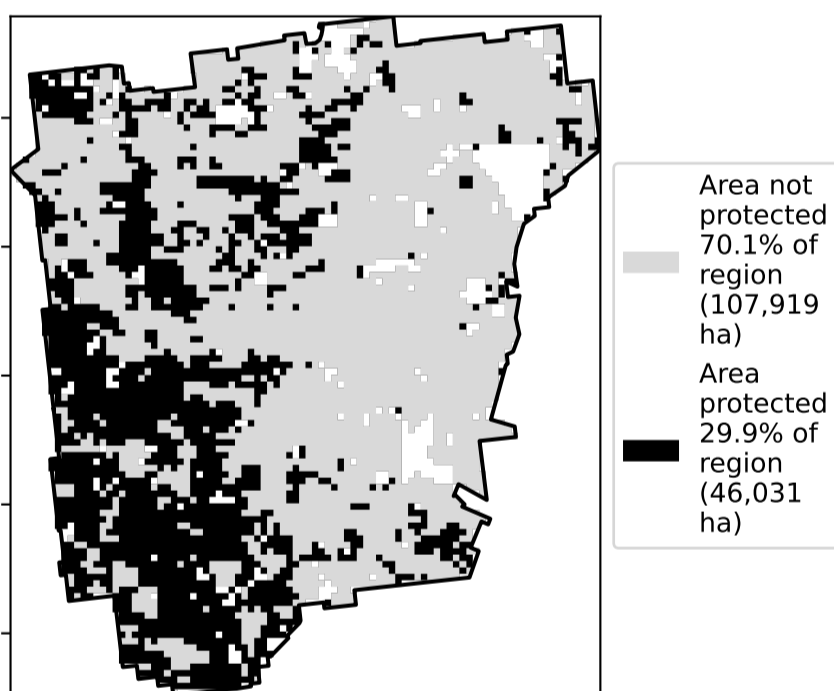 Area not
protected
70.1% of
region
(107,919
ha)
Area
protected
29.9% of
region
(46,031
ha)